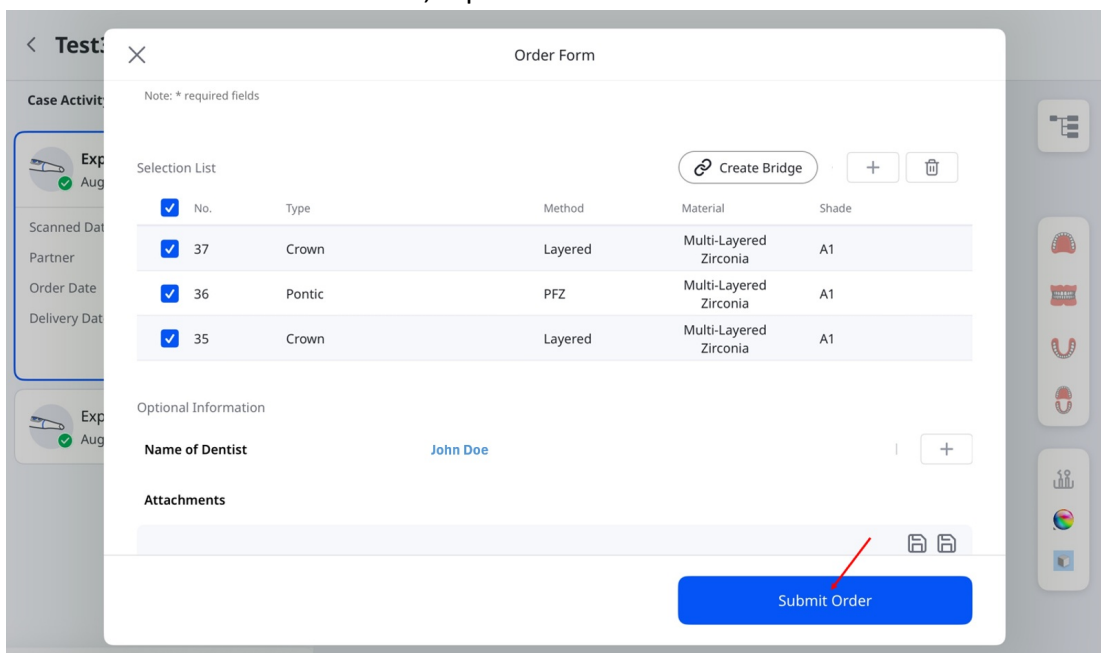 Test3
Order Form
Case Activit
Note: * required fields
Exp
Aug
Selection List
Create Bridge
No. Type Method Material Shade
Scanned Dat
37 Crown Layered Multi-Layered Zirconia A1
Partner
Order Date
36 Pontic PFZ Multi-Layered Zirconia A1
Delivery Dat
35 Crown Layered Multi-Layered Zirconia A1
Optional Information
Exp
Aug
Name of Dentist John Doe
Attachments
Submit Order